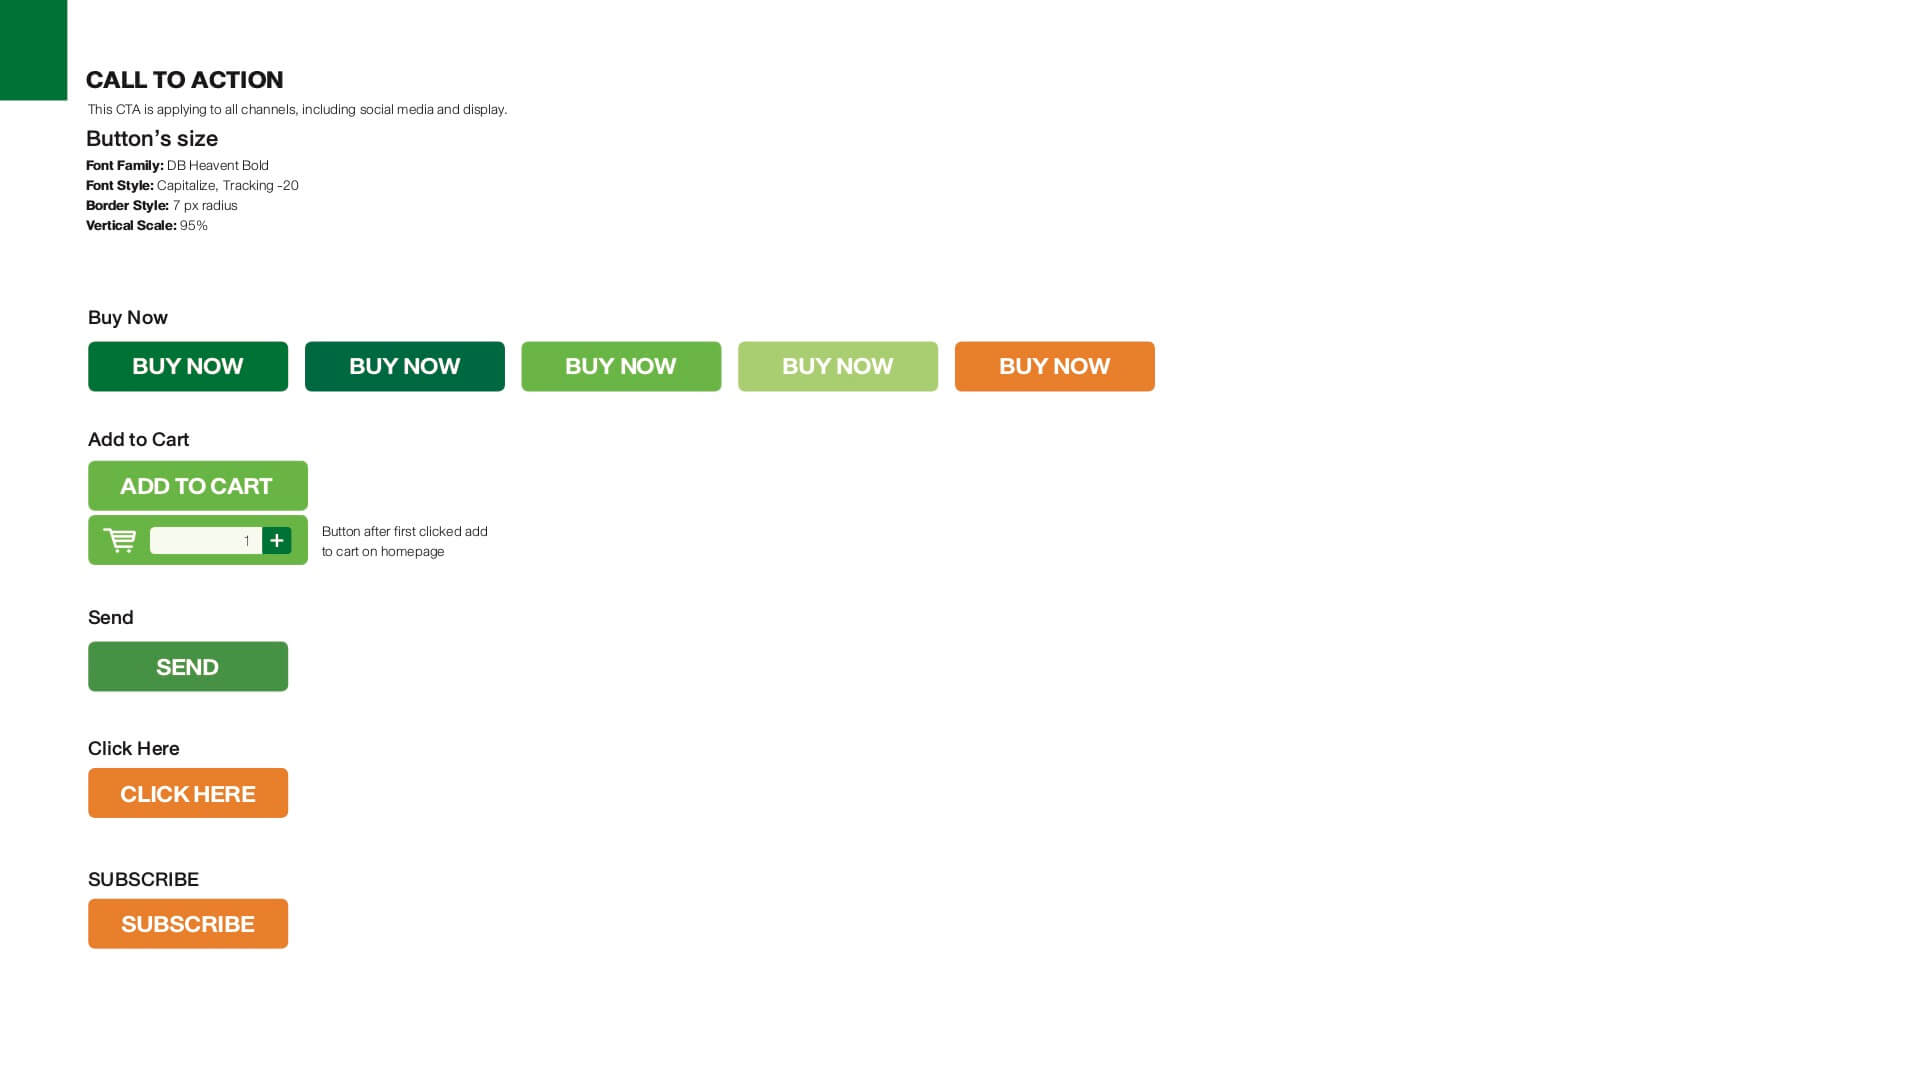 CALL TO ACTION
This CTA is applying to all channels, including social media and display.
Button’s size
Font Family: DB Heavent Bold
Font Style: Capitalize, Tracking -20
Border Style: 7 px radius
Vertical Scale: 95%
Buy Now
BUY NOW BUY NOW BUY NOW BUY NOW BUY NOW
Add to Cart
ADD TO CART
1 +
Button after first clicked add
to cart on homepage
Send
SEND
Click Here
CLICK HERE
SUBSCRIBE
SUBSCRIBE